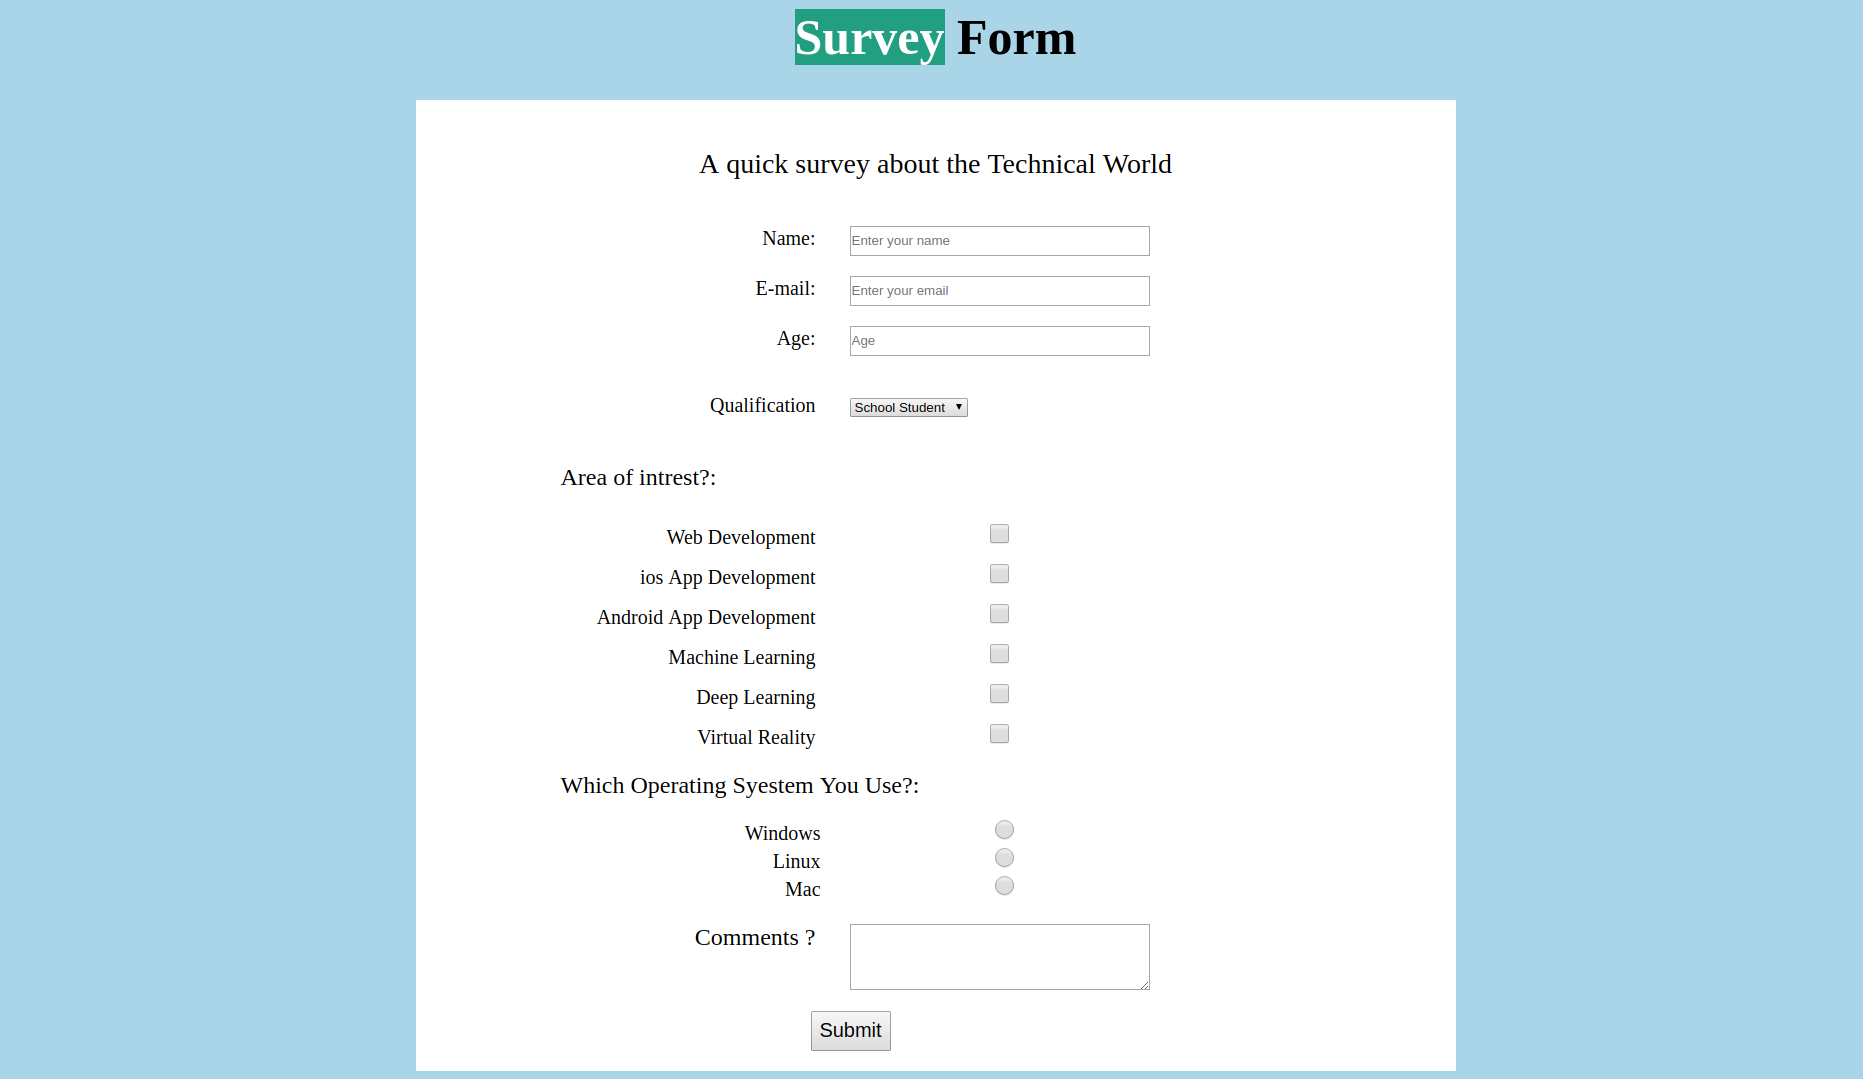 Survey Form
A quick survey about the Technical World
Name: Enter your name
E-mail: Enter your email
Age: Age
Qualification School Student
Area of intrest?:
Web Development
ios App Development
Android App Development
Machine Learning
Deep Learning
Virtual Reality
Which Operating Syestem You Use?:
Windows
Linux
Mac
Comments ?
Submit